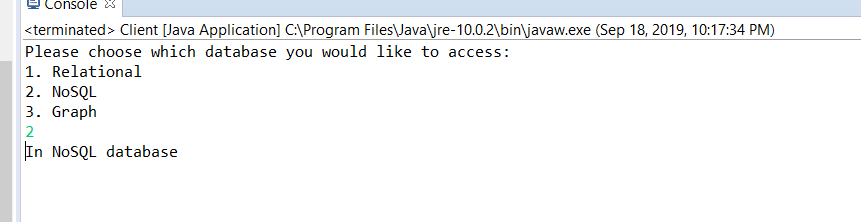 Console
<terminated> Client [Java Application] C:\Program Files\Java\jre-10.0.2\bin\javaw.exe (Sep 18, 2019, 10:17:34 PM)
Please choose which database you would like to access:
1. Relational
2. NoSQL
3. Graph
2
In NoSQL database